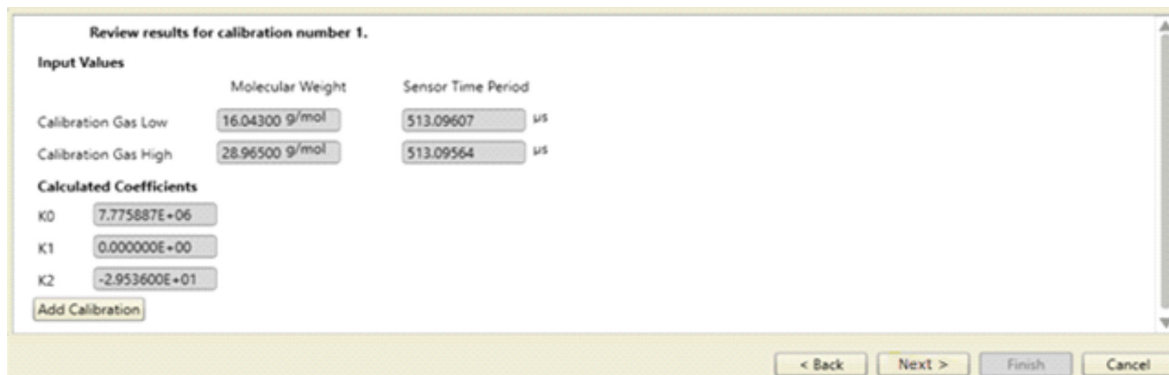 Review results for calibration number 1.
Input Values
Molecular Weight Sensor Time Period
Calibration Gas Low 16.04300 g/mol 513.09607 µs
Calibration Gas High 28.96500 g/mol 513.09564 µs
Calculated Coefficients
K0 7.775887E+06
K1 0.000000E+00
K2 -2.953600E+01
Add Calibration
< Back Next > Finish Cancel